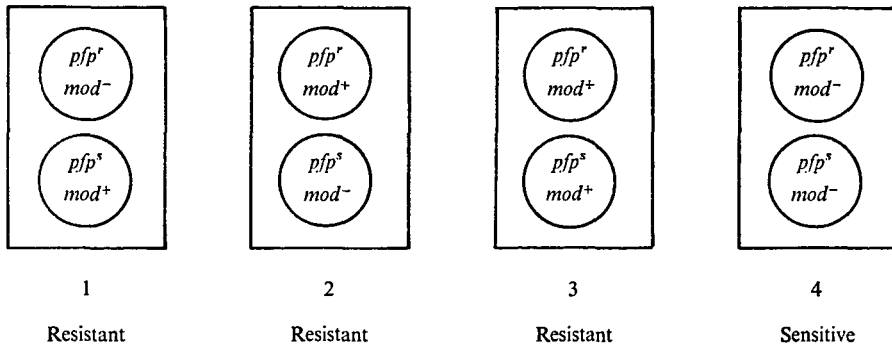 pfpʳ
mod⁻
pfpˢ
mod⁺
1
Resistant
pfpʳ
mod⁺
pfpˢ
mod⁻
2
Resistant
pfpʳ
mod⁺
pfpˢ
mod⁺
3
Resistant
pfpʳ
mod⁻
pfpˢ
mod⁻
4
Sensitive